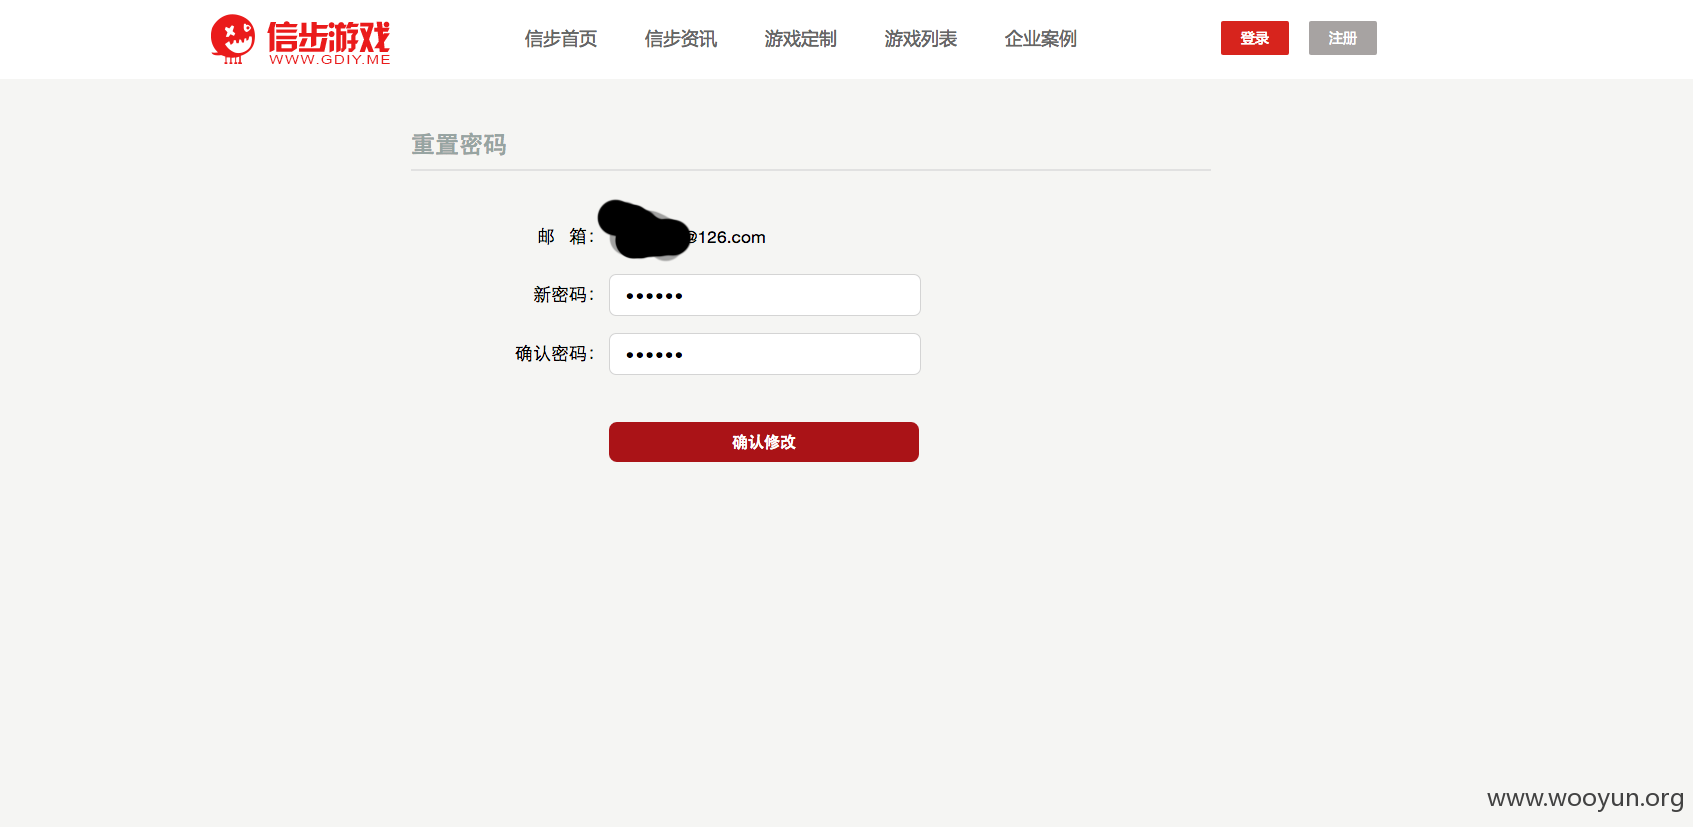 信步游戏
WWW.GDIY.ME
信步首页 信步资讯 游戏定制 游戏列表 企业案例
登录 注册
重置密码
邮 箱： @126.com
新密码： ••••••
确认密码： ••••••
确认修改
www.wooyun.org